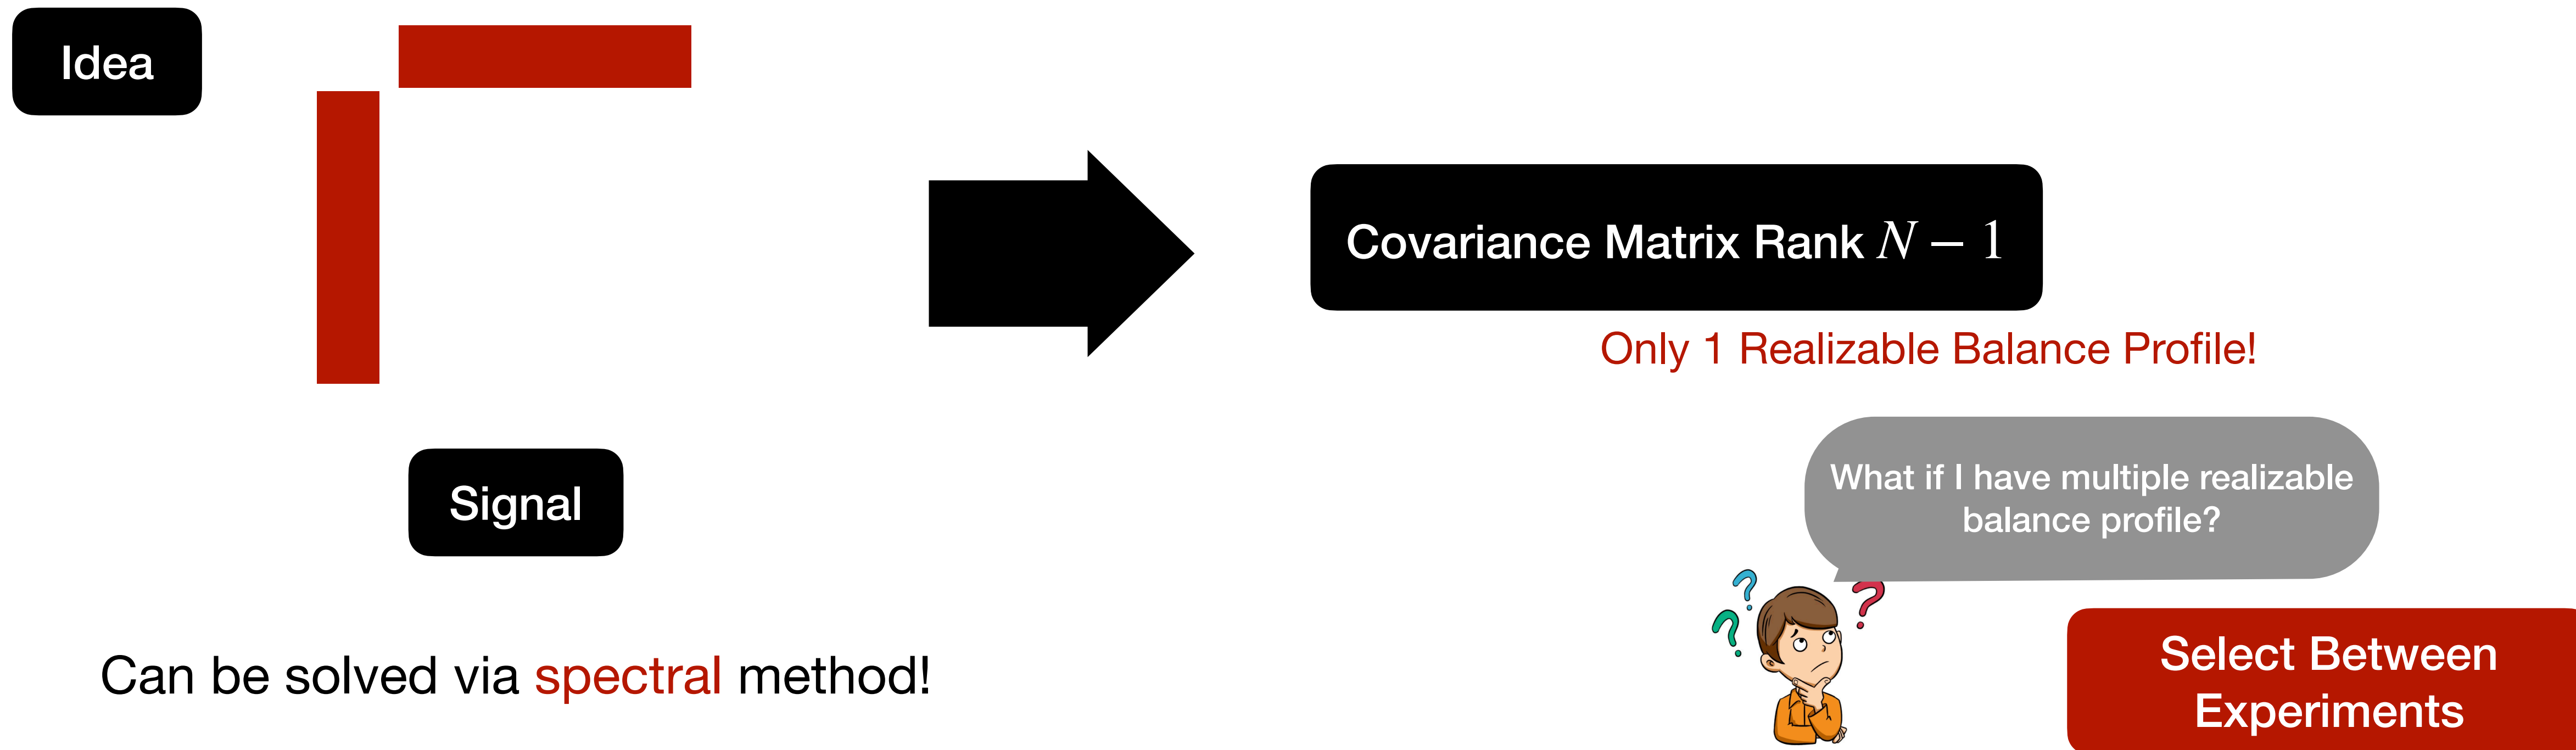 Idea
Covariance Matrix Rank N − 1
Only 1 Realizable Balance Profile!
Signal
What if I have multiple realizable
balance profile?
? ? ?
Can be solved via spectral method!
Select Between
Experiments